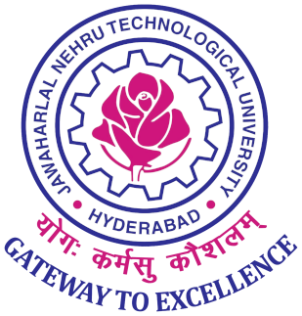 JAWAHARLAL NEHRU TECHNOLOGICAL UNIVERSITY
HYDERABAD
योगः कर्मसु कौशलम्
GATEWAY TO EXCELLENCE